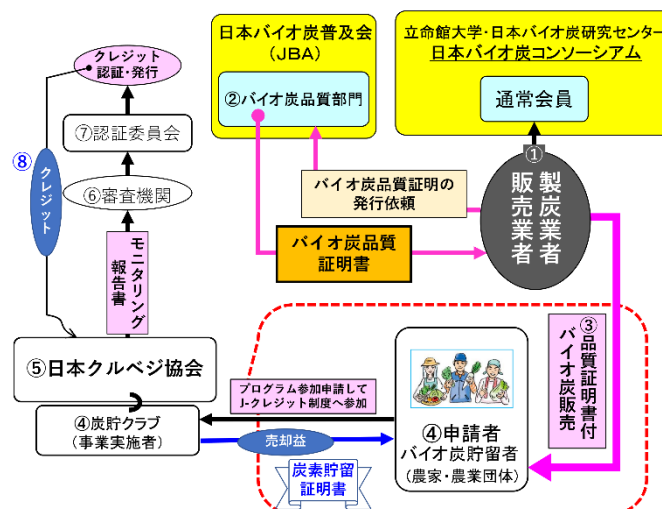 クレジット
認証・発行
⑦認証委員会
⑧
クレジット
⑥審査機関
モニタリング
報告書
⑤日本クルベジ協会
④炭貯クラブ
(事業実施者)
日本バイオ炭普及会
(JBA)
②バイオ炭品質部門
立命館大学・日本バイオ炭研究センター
日本バイオ炭コンソーシアム
通常会員
①
製炭業者
販売業者
バイオ炭品質証明の
発行依頼
バイオ炭品質
証明書
③品質証明書付
バイオ炭販売
プログラム参加申請して
J-クレジット制度へ参加
売却益
炭素貯留
証明書
④申請者
バイオ炭貯留者
(農家・農業団体)